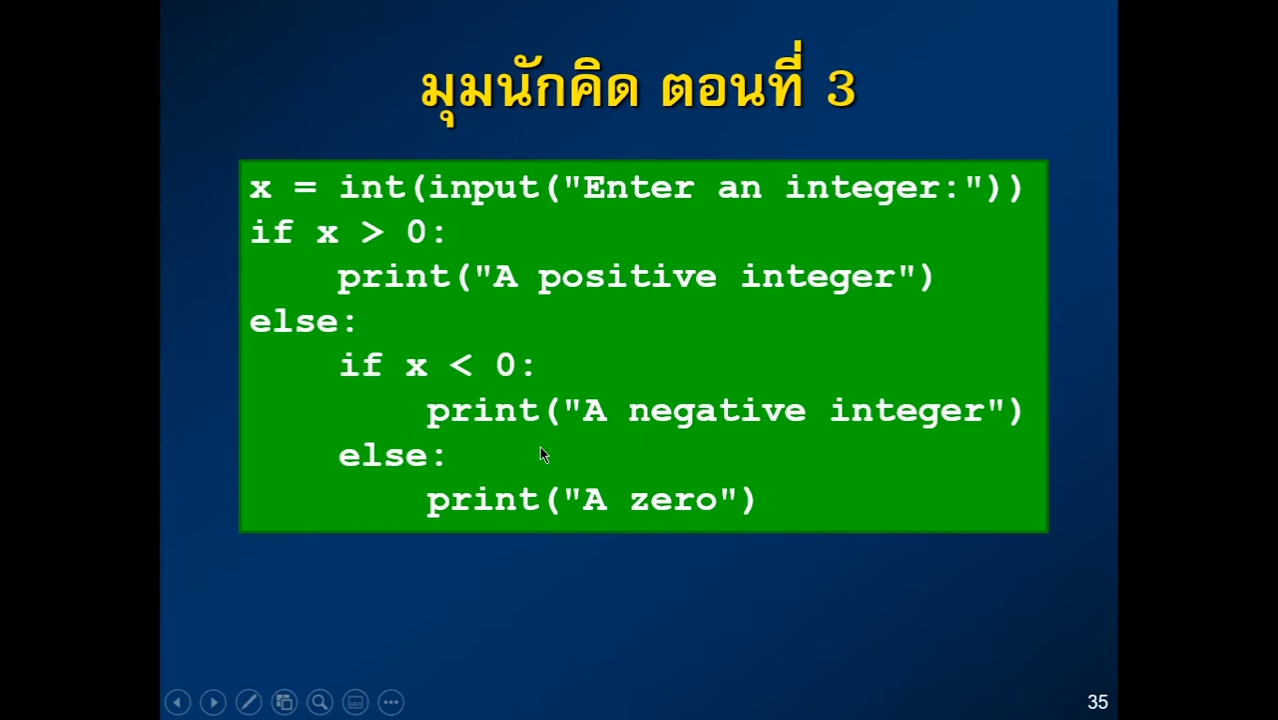 มุมนักคิด ตอนที่ 3
x = int(input("Enter an integer:"))
if x > 0:
    print("A positive integer")
else:
    if x < 0:
        print("A negative integer")
    else:
        print("A zero")
35